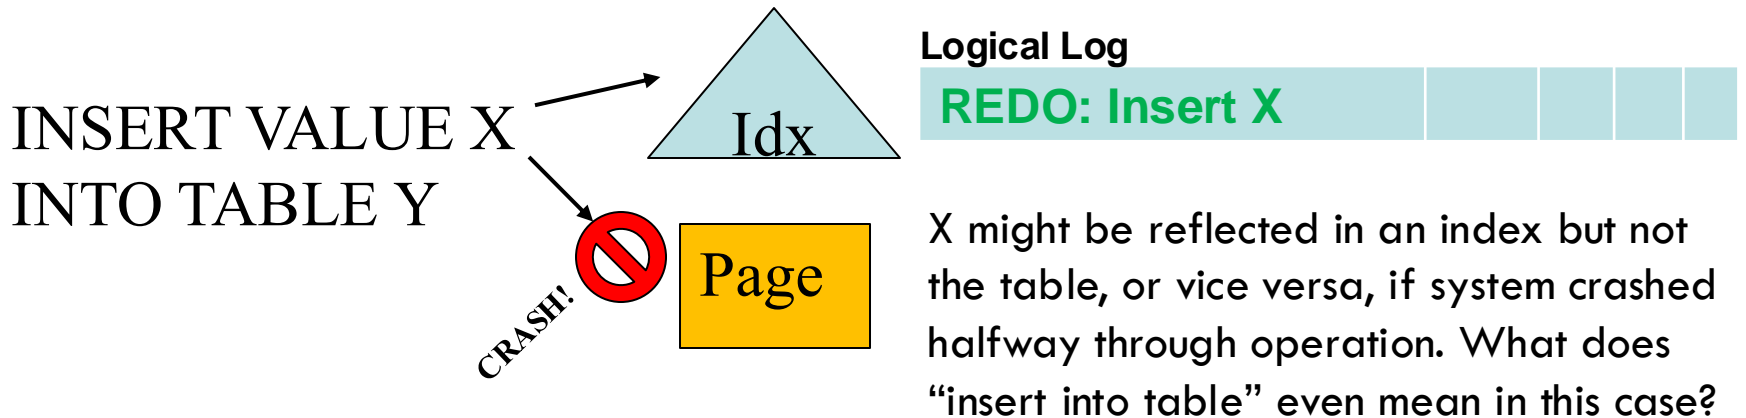 INSERT VALUE X
INTO TABLE Y
Idx
Page
CRASH!
Logical Log
REDO: Insert X
X might be reflected in an index but not
the table, or vice versa, if system crashed
halfway through operation. What does
“insert into table” even mean in this case?